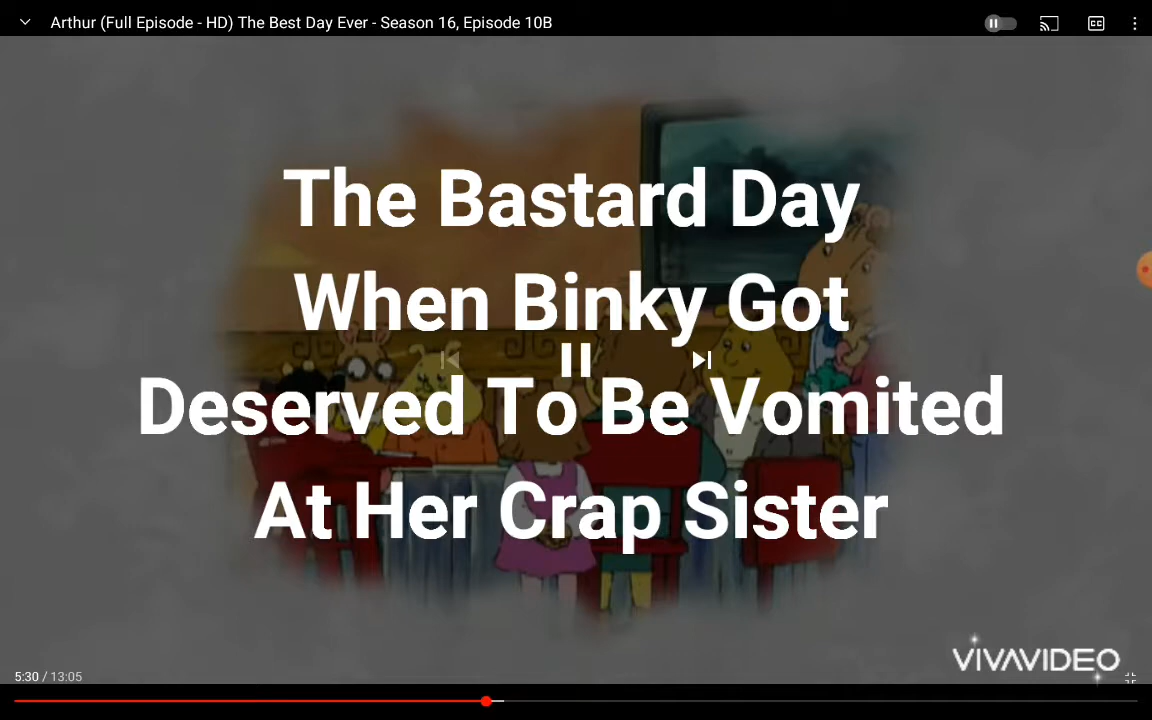 Arthur (Full Episode - HD) The Best Day Ever - Season 16, Episode 10B
CC
The Bastard Day
When Binky Got
Deserved To Be Vomited
At Her Crap Sister
VIVAVIDEO
5:30 / 13:05